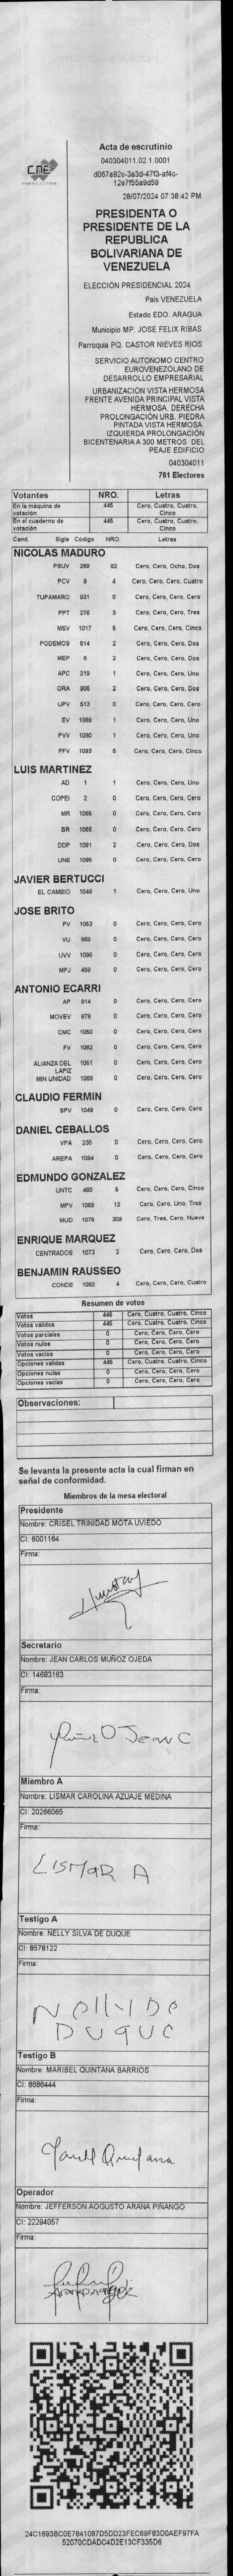 CNE
Acta de escrutinio
040304011.02.1.0001
d067a92c-3a3d-47f3-af4c-
12e7f55a9d59
28/07/2024 07:38:42 PM
PRESIDENTA O
PRESIDENTE DE LA
REPUBLICA
BOLIVARIANA DE
VENEZUELA
ELECCIÓN PRESIDENCIAL 2024
País VENEZUELA
Estado EDO. ARAGUA
Municipio MP. JOSE FELIX RIBAS
Parroquia PQ. CASTOR NIEVES RIOS
SERVICIO AUTONOMO CENTRO
EUROVENEZOLANO DE
DESARROLLO EMPRESARIAL
URBANIZACIÓN VISTA HERMOSA
FRENTE AVENIDA PRINCIPAL VISTA
HERMOSA. DERECHA
PROLONGACIÓN URB. PIEDRA
PINTADA VISTA HERMOSA.
IZQUIERDA PROLONGACIÓN
BICENTENARIA A 300 METROS DEL
PEAJE EDIFICIO
040304011
761 Electores
Votantes NRO. Letras
En la máquina de votación 445 Cero, Cuatro, Cuatro, Cinco
En el cuaderno de votación 445 Cero, Cuatro, Cuatro, Cinco
Cand. Sigla Código NRO. Letras
NICOLAS MADURO
PSUV 269 82 Cero, Cero, Ocho, Dos
PCV 9 4 Cero, Cero, Cero, Cuatro
TUPAMARO 931 0 Cero, Cero, Cero, Cero
PPT 276 3 Cero, Cero, Cero, Tres
MSV 1017 5 Cero, Cero, Cero, Cinco
PODEMOS 514 2 Cero, Cero, Cero, Dos
MEP 6 2 Cero, Cero, Cero, Dos
APC 219 1 Cero, Cero, Cero, Uno
ORA 906 2 Cero, Cero, Cero, Dos
UPV 513 0 Cero, Cero, Cero, Cero
EV 1089 1 Cero, Cero, Cero, Uno
PVV 1090 1 Cero, Cero, Cero, Uno
PFV 1093 5 Cero, Cero, Cero, Cinco
LUIS MARTINEZ
AD 1 1 Cero, Cero, Cero, Uno
COPEI 2 0 Cero, Cero, Cero, Cero
MR 1065 0 Cero, Cero, Cero, Cero
BR 1066 0 Cero, Cero, Cero, Cero
DDP 1091 2 Cero, Cero, Cero, Dos
UNE 1095 0 Cero, Cero, Cero, Cero
JAVIER BERTUCCI
EL CAMBIO 1048 1 Cero, Cero, Cero, Uno
JOSE BRITO
PV 1053 0 Cero, Cero, Cero, Cero
VU 959 0 Cero, Cero, Cero, Cero
UVV 1096 0 Cero, Cero, Cero, Cero
MPJ 459 0 Cero, Cero, Cero, Cero
ANTONIO ECARRI
AP 814 0 Cero, Cero, Cero, Cero
MOVEV 978 0 Cero, Cero, Cero, Cero
CMC 1050 0 Cero, Cero, Cero, Cero
FV 1062 0 Cero, Cero, Cero, Cero
ALIANZA DEL LAPIZ 1051 0 Cero, Cero, Cero, Cero
MIN UNIDAD 1088 0 Cero, Cero, Cero, Cero
CLAUDIO FERMIN
SPV 1049 0 Cero, Cero, Cero, Cero
DANIEL CEBALLOS
VPA 235 0 Cero, Cero, Cero, Cero
AREPA 1094 0 Cero, Cero, Cero, Cero
EDMUNDO GONZALEZ
UNTC 460 5 Cero, Cero, Cero, Cinco
MPV 1069 13 Cero, Cero, Uno, Tres
MUD 1075 309 Cero, Tres, Cero, Nueve
ENRIQUE MARQUEZ
CENTRADOS 1073 2 Cero, Cero, Cero, Dos
BENJAMIN RAUSSEO
CONDE 1092 4 Cero, Cero, Cero, Cuatro
Resumen de votos
Votos 445 Cero, Cuatro, Cuatro, Cinco
Votos validos 445 Cero, Cuatro, Cuatro, Cinco
Votos parciales 0 Cero, Cero, Cero, Cero
Votos nulos 0 Cero, Cero, Cero, Cero
Votos vacios 0 Cero, Cero, Cero, Cero
Opciones validas 445 Cero, Cuatro, Cuatro, Cinco
Opciones nulas 0 Cero, Cero, Cero, Cero
Opciones vacias 0 Cero, Cero, Cero, Cero
Observaciones:
Se levanta la presente acta la cual firman en
señal de conformidad.
Miembros de la mesa electoral
Presidente
Nombre: CRISEL TRINIDAD MOTA UVIEDO
CI: 6001164
Firma:
Secretario
Nombre: JEAN CARLOS MUÑOZ OJEDA
CI: 14683163
Firma:
Muñoz O Jean C
Miembro A
Nombre: LISMAR CAROLINA AZUAJE MEDINA
CI: 20266065
Firma:
LISMAR A
Testigo A
Nombre: NELLY SILVA DE DUQUE
CI: 8578122
Firma:
DUQUE
Testigo B
Nombre: MARIBEL QUINTANA BARRIOS
CI: 8686444
Firma:
Quintana
Operador
Nombre: JEFFERSON AOGUSTO ARANA PIÑANGO
CI: 22294057
Firma:
24C1693BC0E7841087D5DD23FEC69F83D0AEF97FA
52070CDADC4D2E13CF335D6